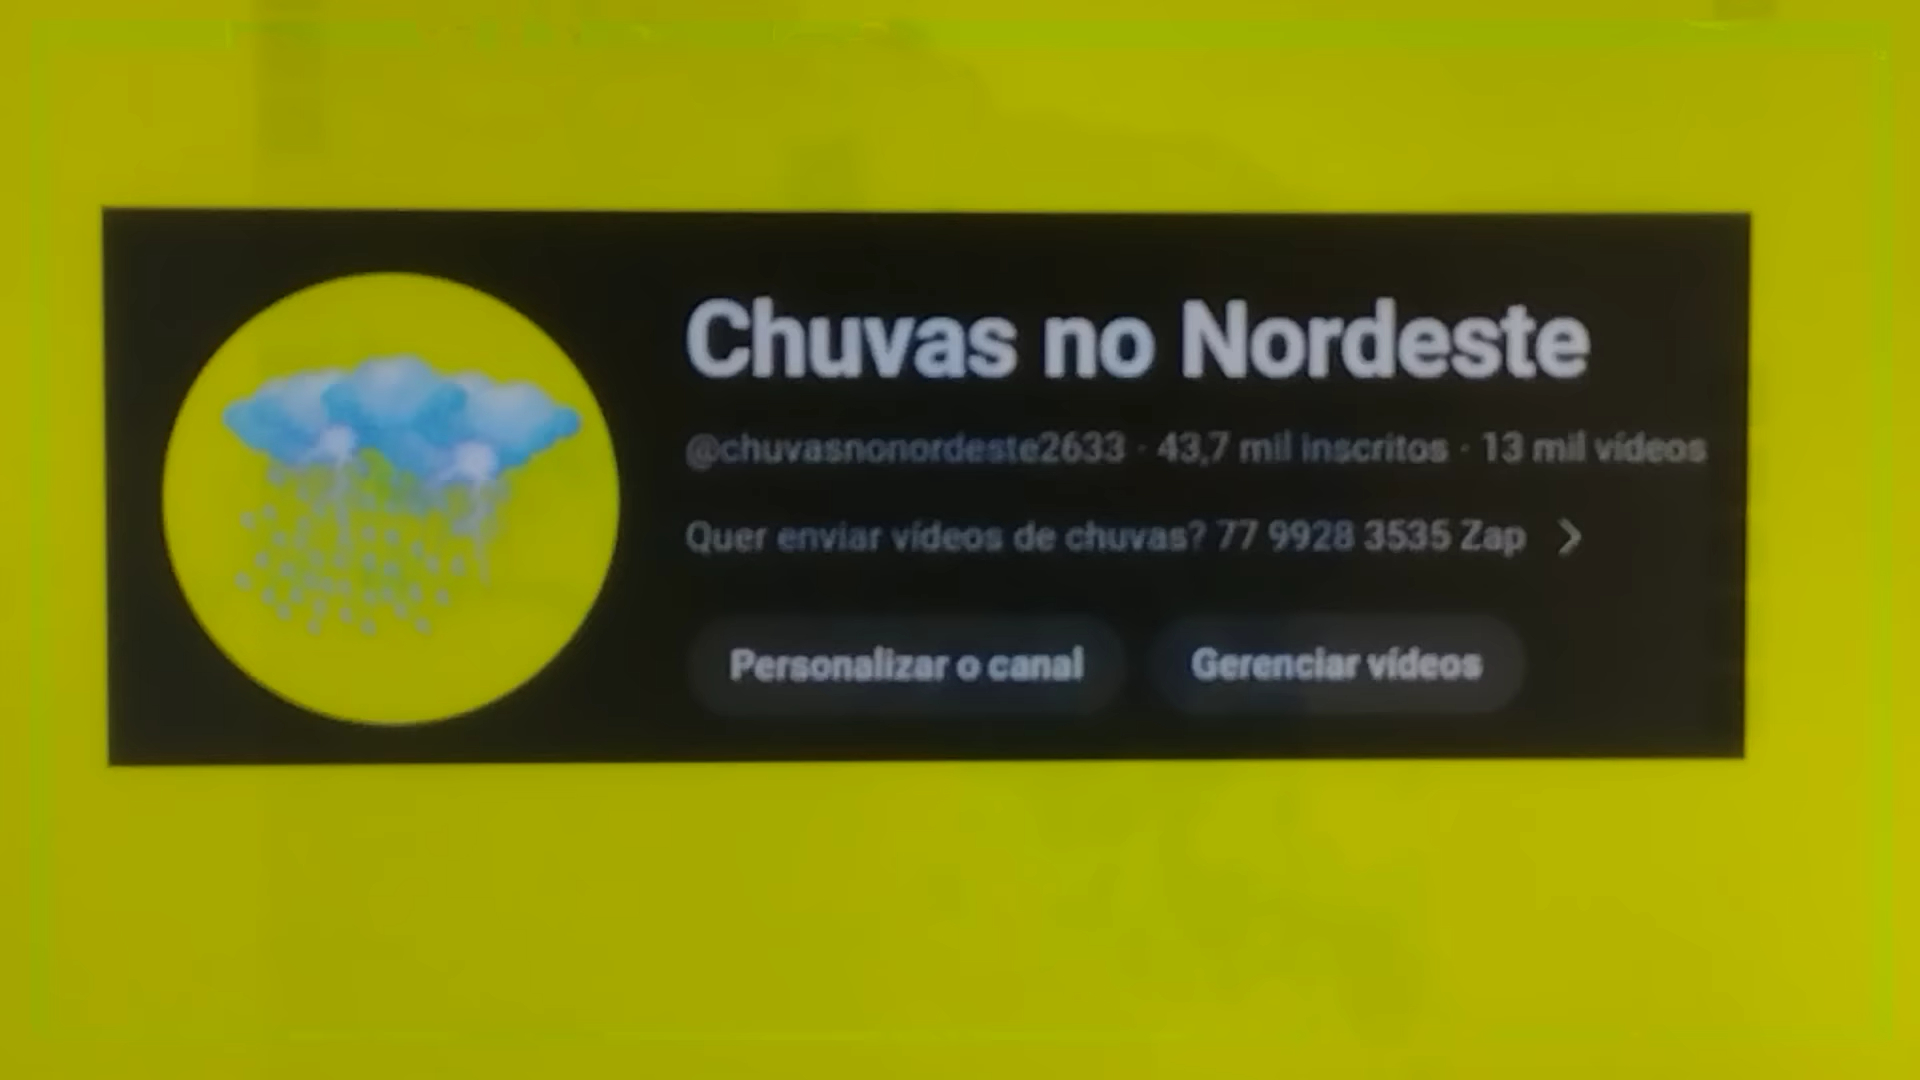 Chuvas no Nordeste
@chuvasnonordeste2633 · 43,7 mil inscritos · 13 mil vídeos
Quer enviar vídeos de chuvas? 77 9928 3535 Zap >
Personalizar o canal
Gerenciar vídeos